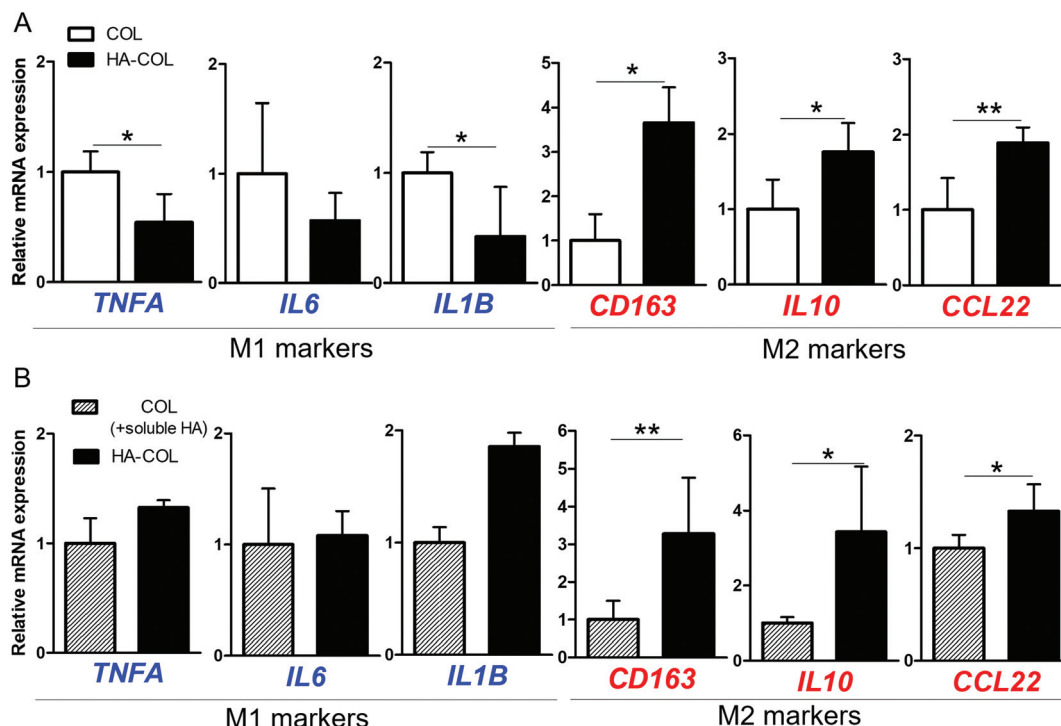 A
COL
HA-COL
Relative mRNA expression
2
1
0
TNFA
*
2
1
0
IL6
2
1
0
IL1B
*
5
4
3
2
1
0
CD163
*
3
2
1
0
IL10
*
3
2
1
0
CCL22
**
M1 markers
M2 markers
B
COL
(+soluble HA)
HA-COL
Relative mRNA expression
2
1
0
TNFA
2
1
0
IL6
2
1
0
IL1B
6
5
4
3
2
1
0
CD163
**
6
4
2
0
IL10
*
2
1
0
CCL22
*
M1 markers
M2 markers